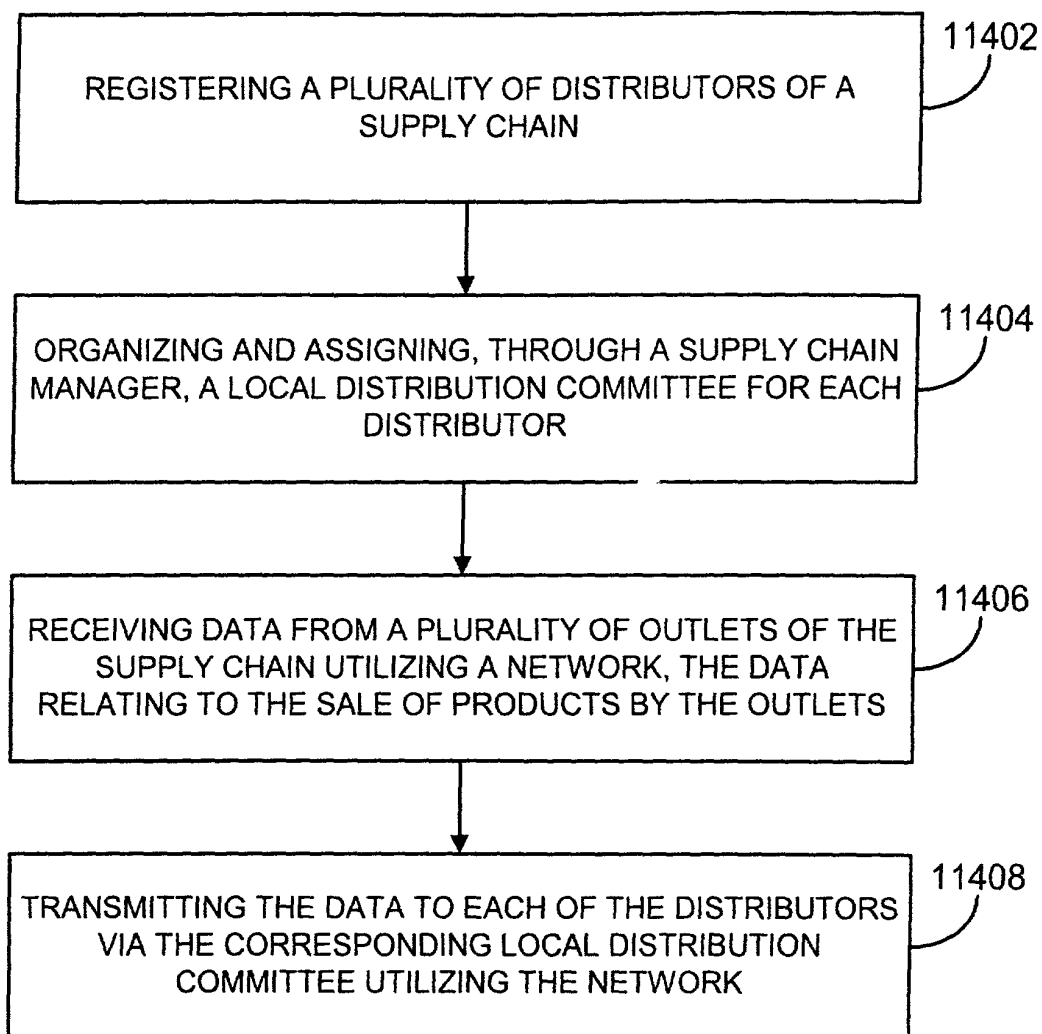 11402
REGISTERING A PLURALITY OF DISTRIBUTORS OF A
SUPPLY CHAIN
11404
ORGANIZING AND ASSIGNING, THROUGH A SUPPLY CHAIN
MANAGER, A LOCAL DISTRIBUTION COMMITTEE FOR EACH
DISTRIBUTOR
11406
RECEIVING DATA FROM A PLURALITY OF OUTLETS OF THE
SUPPLY CHAIN UTILIZING A NETWORK, THE DATA
RELATING TO THE SALE OF PRODUCTS BY THE OUTLETS
11408
TRANSMITTING THE DATA TO EACH OF THE DISTRIBUTORS
VIA THE CORRESPONDING LOCAL DISTRIBUTION
COMMITTEE UTILIZING THE NETWORK